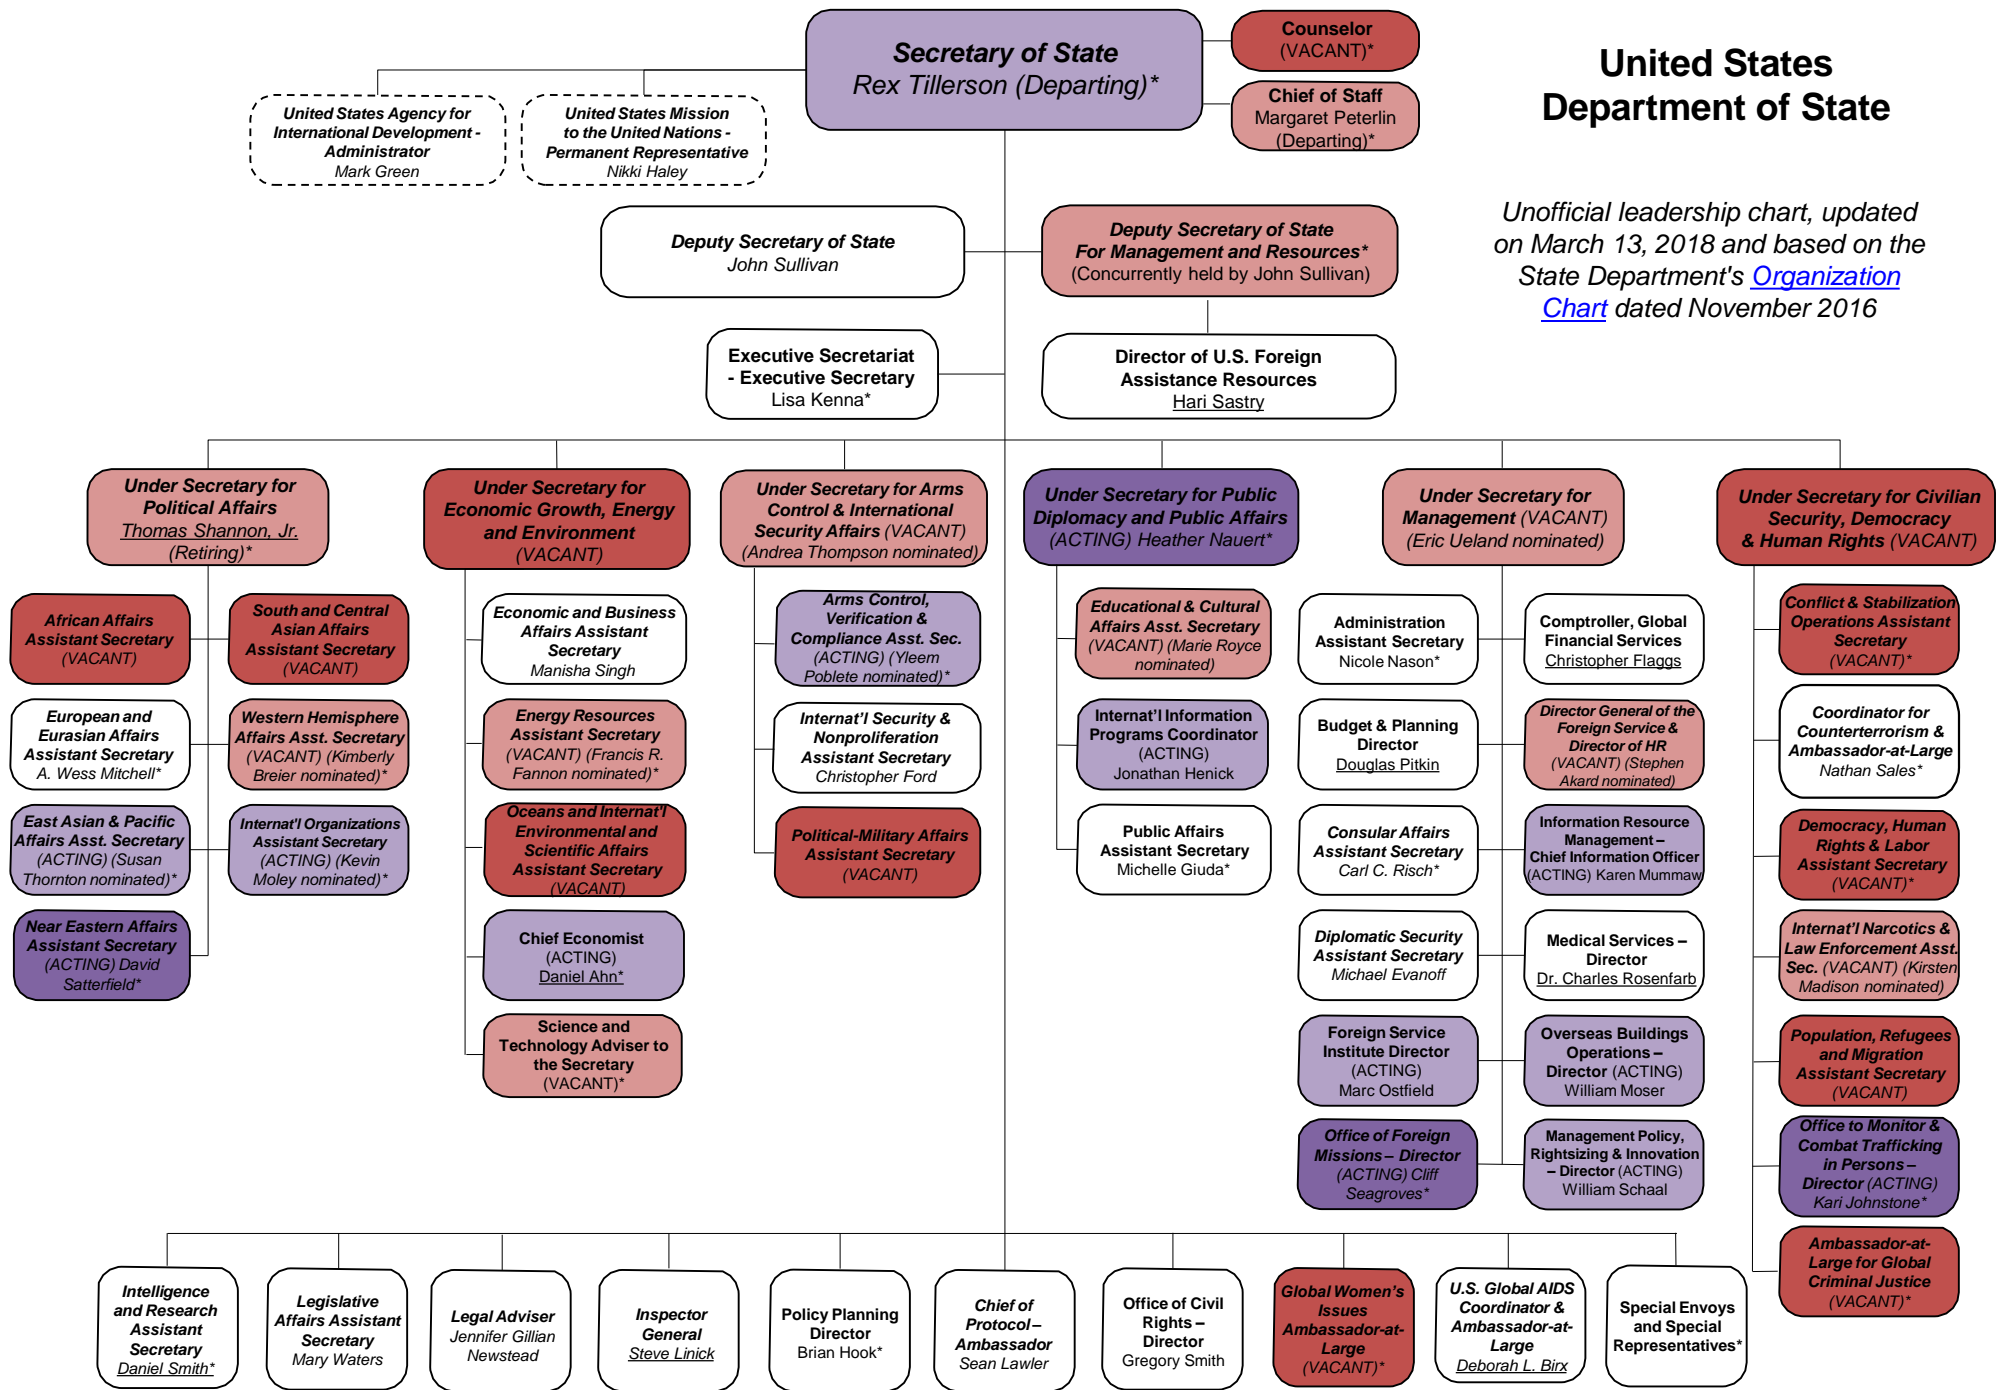 Secretary of State
Rex Tillerson (Departing)*
Counselor
(VACANT)*
Chief of Staff
Margaret Peterlin
(Departing)*
United States
Department of State
Unofficial leadership chart, updated
on March 13, 2018 and based on the
State Department's Organization
Chart dated November 2016
United States Agency for
International Development -
Administrator
Mark Green
United States Mission
to the United Nations -
Permanent Representative
Nikki Haley
Deputy Secretary of State
John Sullivan
Deputy Secretary of State
For Management and Resources*
(Concurrently held by John Sullivan)
Executive Secretariat
- Executive Secretary
Lisa Kenna*
Director of U.S. Foreign
Assistance Resources
Hari Sastry
Under Secretary for
Political Affairs
Thomas Shannon, Jr.
(Retiring)*
African Affairs
Assistant Secretary
(VACANT)
South and Central
Asian Affairs
Assistant Secretary
(VACANT)
European and
Eurasian Affairs
Assistant Secretary
A. Wess Mitchell*
Western Hemisphere
Affairs Asst. Secretary
(VACANT) (Kimberly
Breier nominated)*
East Asian & Pacific
Affairs Asst. Secretary
(ACTING) (Susan
Thornton nominated)*
Internat'l Organizations
Assistant Secretary
(ACTING) (Kevin
Moley nominated)*
Near Eastern Affairs
Assistant Secretary
(ACTING) David
Satterfield*
Under Secretary for
Economic Growth, Energy
and Environment
(VACANT)
Economic and Business
Affairs Assistant
Secretary
Manisha Singh
Energy Resources
Assistant Secretary
(VACANT) (Francis R.
Fannon nominated)*
Oceans and Internat'l
Environmental and
Scientific Affairs
Assistant Secretary
(VACANT)
Chief Economist
(ACTING)
Daniel Ahn*
Science and
Technology Adviser to
the Secretary
(VACANT)*
Under Secretary for Arms
Control & International
Security Affairs (VACANT)
(Andrea Thompson nominated)
Arms Control,
Verification &
Compliance Asst. Sec.
(ACTING) (Yleem
Poblete nominated)*
Internat'l Security &
Nonproliferation
Assistant Secretary
Christopher Ford
Political-Military Affairs
Assistant Secretary
(VACANT)
Under Secretary for Public
Diplomacy and Public Affairs
(ACTING) Heather Nauert*
Educational & Cultural
Affairs Asst. Secretary
(VACANT) (Marie Royce
nominated)
Internat'l Information
Programs Coordinator
(ACTING)
Jonathan Henick
Public Affairs
Assistant Secretary
Michelle Giuda*
Under Secretary for
Management (VACANT)
(Eric Ueland nominated)
Administration
Assistant Secretary
Nicole Nason*
Comptroller, Global
Financial Services
Christopher Flaggs
Budget & Planning
Director
Douglas Pitkin
Director General of the
Foreign Service &
Director of HR
(VACANT) (Stephen
Akard nominated)
Consular Affairs
Assistant Secretary
Carl C. Risch*
Information Resource
Management –
Chief Information Officer
(ACTING) Karen Mummaw
Diplomatic Security
Assistant Secretary
Michael Evanoff
Medical Services –
Director
Dr. Charles Rosenfarb
Foreign Service
Institute Director
(ACTING)
Marc Ostfield
Overseas Buildings
Operations –
Director (ACTING)
William Moser
Office of Foreign
Missions – Director
(ACTING) Cliff
Seagroves*
Management Policy,
Rightsizing & Innovation
– Director (ACTING)
William Schaal
Under Secretary for Civilian
Security, Democracy
& Human Rights (VACANT)
Conflict & Stabilization
Operations Assistant
Secretary
(VACANT)*
Coordinator for
Counterterrorism &
Ambassador-at-Large
Nathan Sales*
Democracy, Human
Rights & Labor
Assistant Secretary
(VACANT)*
Internat'l Narcotics &
Law Enforcement Asst.
Sec. (VACANT) (Kirsten
Madison nominated)
Population, Refugees
and Migration
Assistant Secretary
(VACANT)
Office to Monitor &
Combat Trafficking
in Persons –
Director (ACTING)
Kari Johnstone*
Ambassador-at-
Large for Global
Criminal Justice
(VACANT)*
Intelligence
and Research
Assistant
Secretary
Daniel Smith*
Legislative
Affairs Assistant
Secretary
Mary Waters
Legal Adviser
Jennifer Gillian
Newstead
Inspector
General
Steve Linick
Policy Planning
Director
Brian Hook*
Chief of
Protocol –
Ambassador
Sean Lawler
Office of Civil
Rights –
Director
Gregory Smith
Global Women's
Issues
Ambassador-at-
Large
(VACANT)*
U.S. Global AIDS
Coordinator &
Ambassador-at-
Large
Deborah L. Birx
Special Envoys
and Special
Representatives*